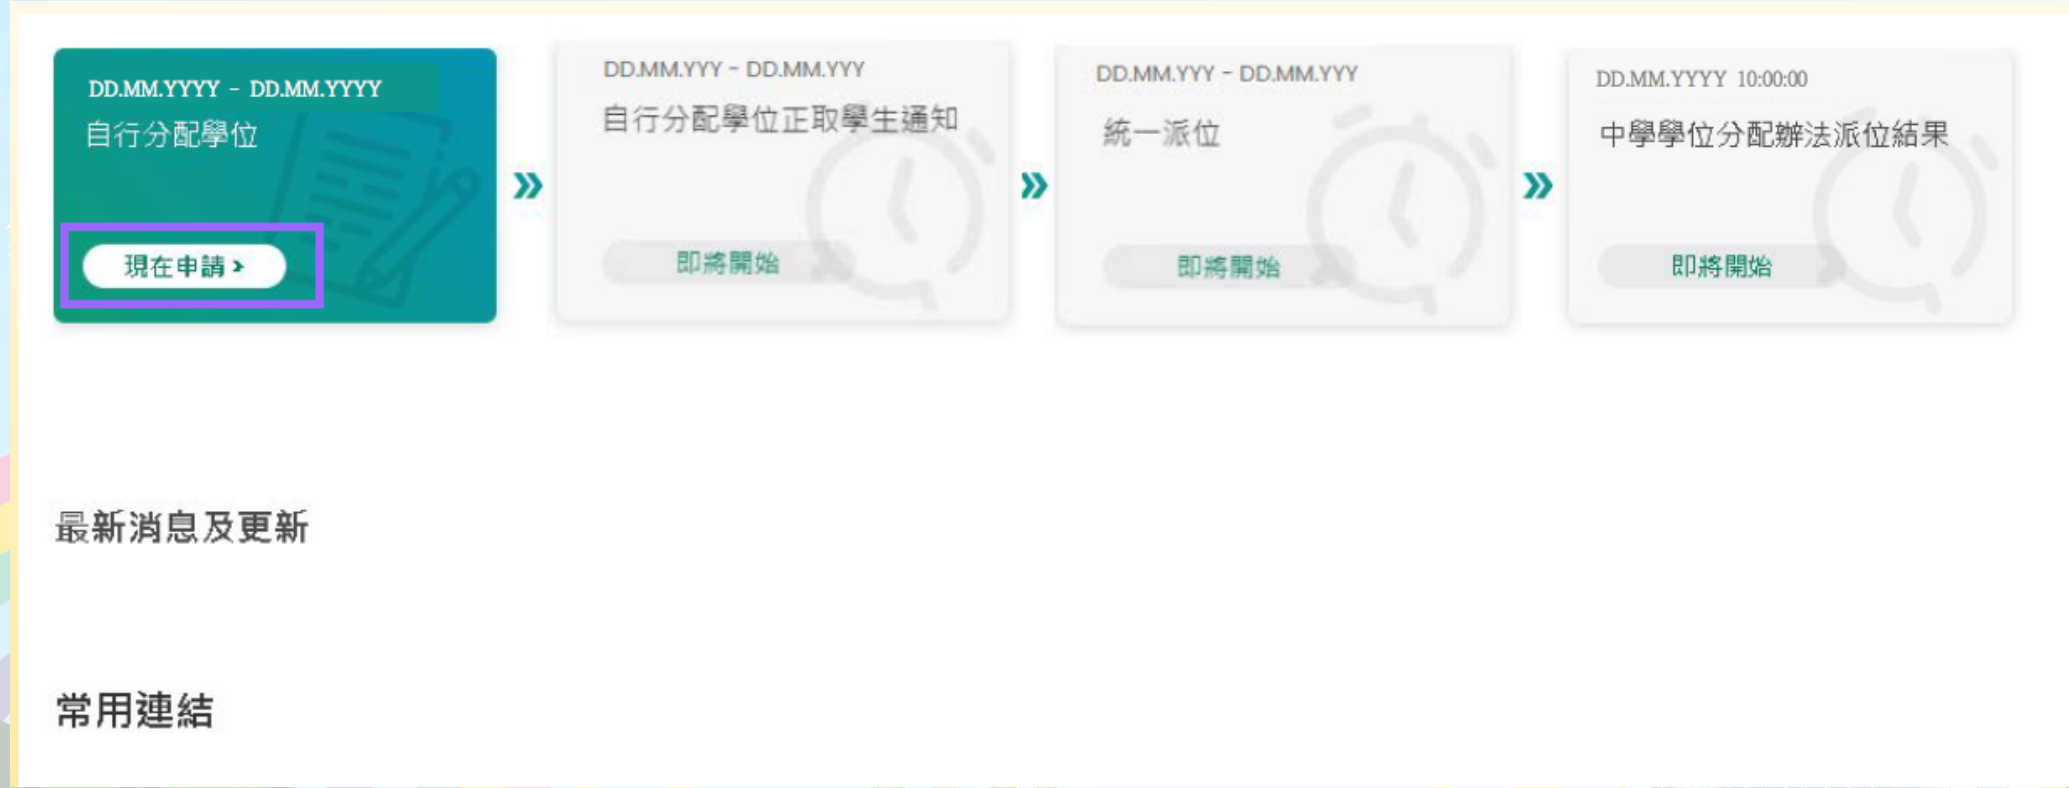 DD.MM.YYYY - DD.MM.YYYY
自行分配學位
現在申請 >
»
DD.MM.YYY - DD.MM.YYY
自行分配學位正取學生通知
即將開始
»
DD.MM.YYY - DD.MM.YYY
統一派位
即將開始
»
DD.MM.YYYY 10:00:00
中學學位分配辦法派位結果
即將開始
最新消息及更新
常用連結